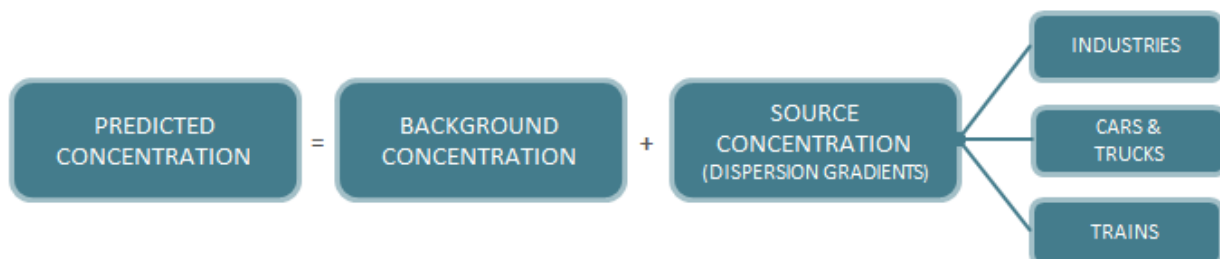 PREDICTED
CONCENTRATION
=
BACKGROUND
CONCENTRATION
+
SOURCE
CONCENTRATION
(DISPERSION GRADIENTS)
INDUSTRIES
CARS &
TRUCKS
TRAINS